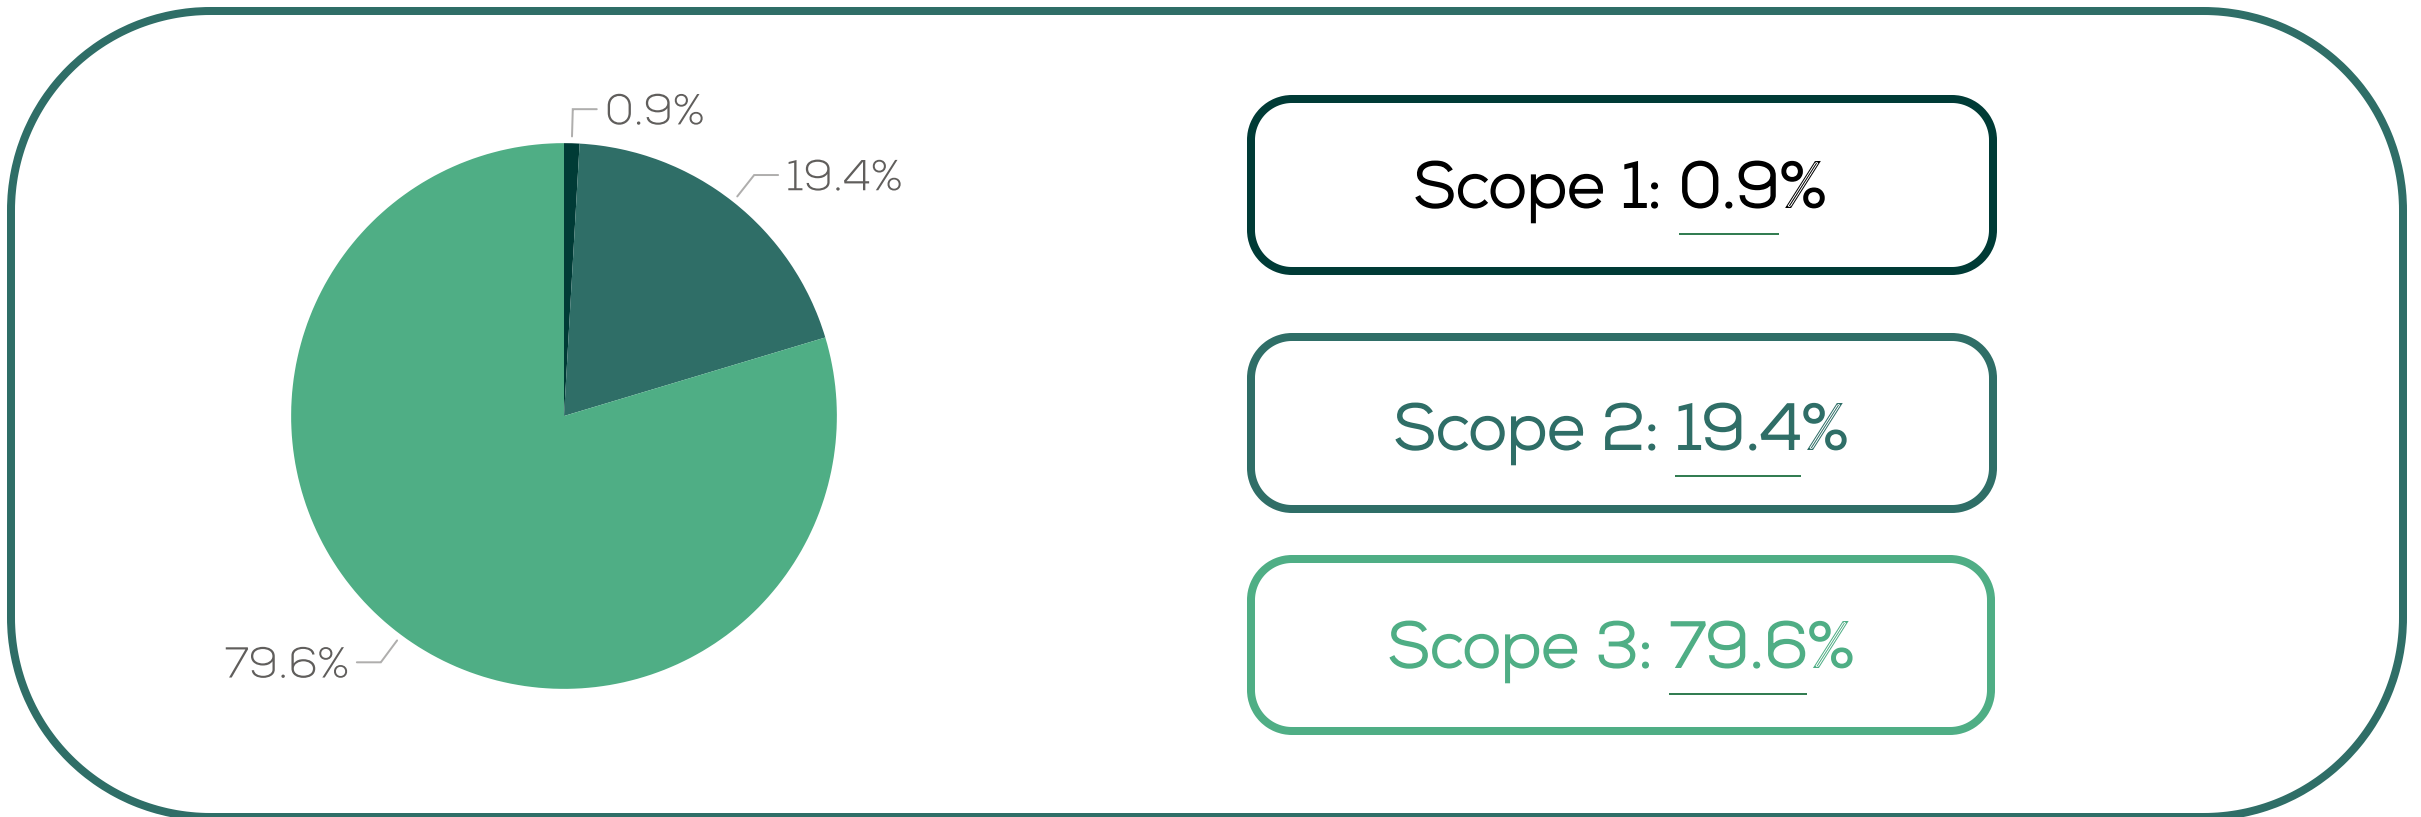 0.9%
19.4%
79.6%
Scope 1: 0.9%
Scope 2: 19.4%
Scope 3: 79.6%